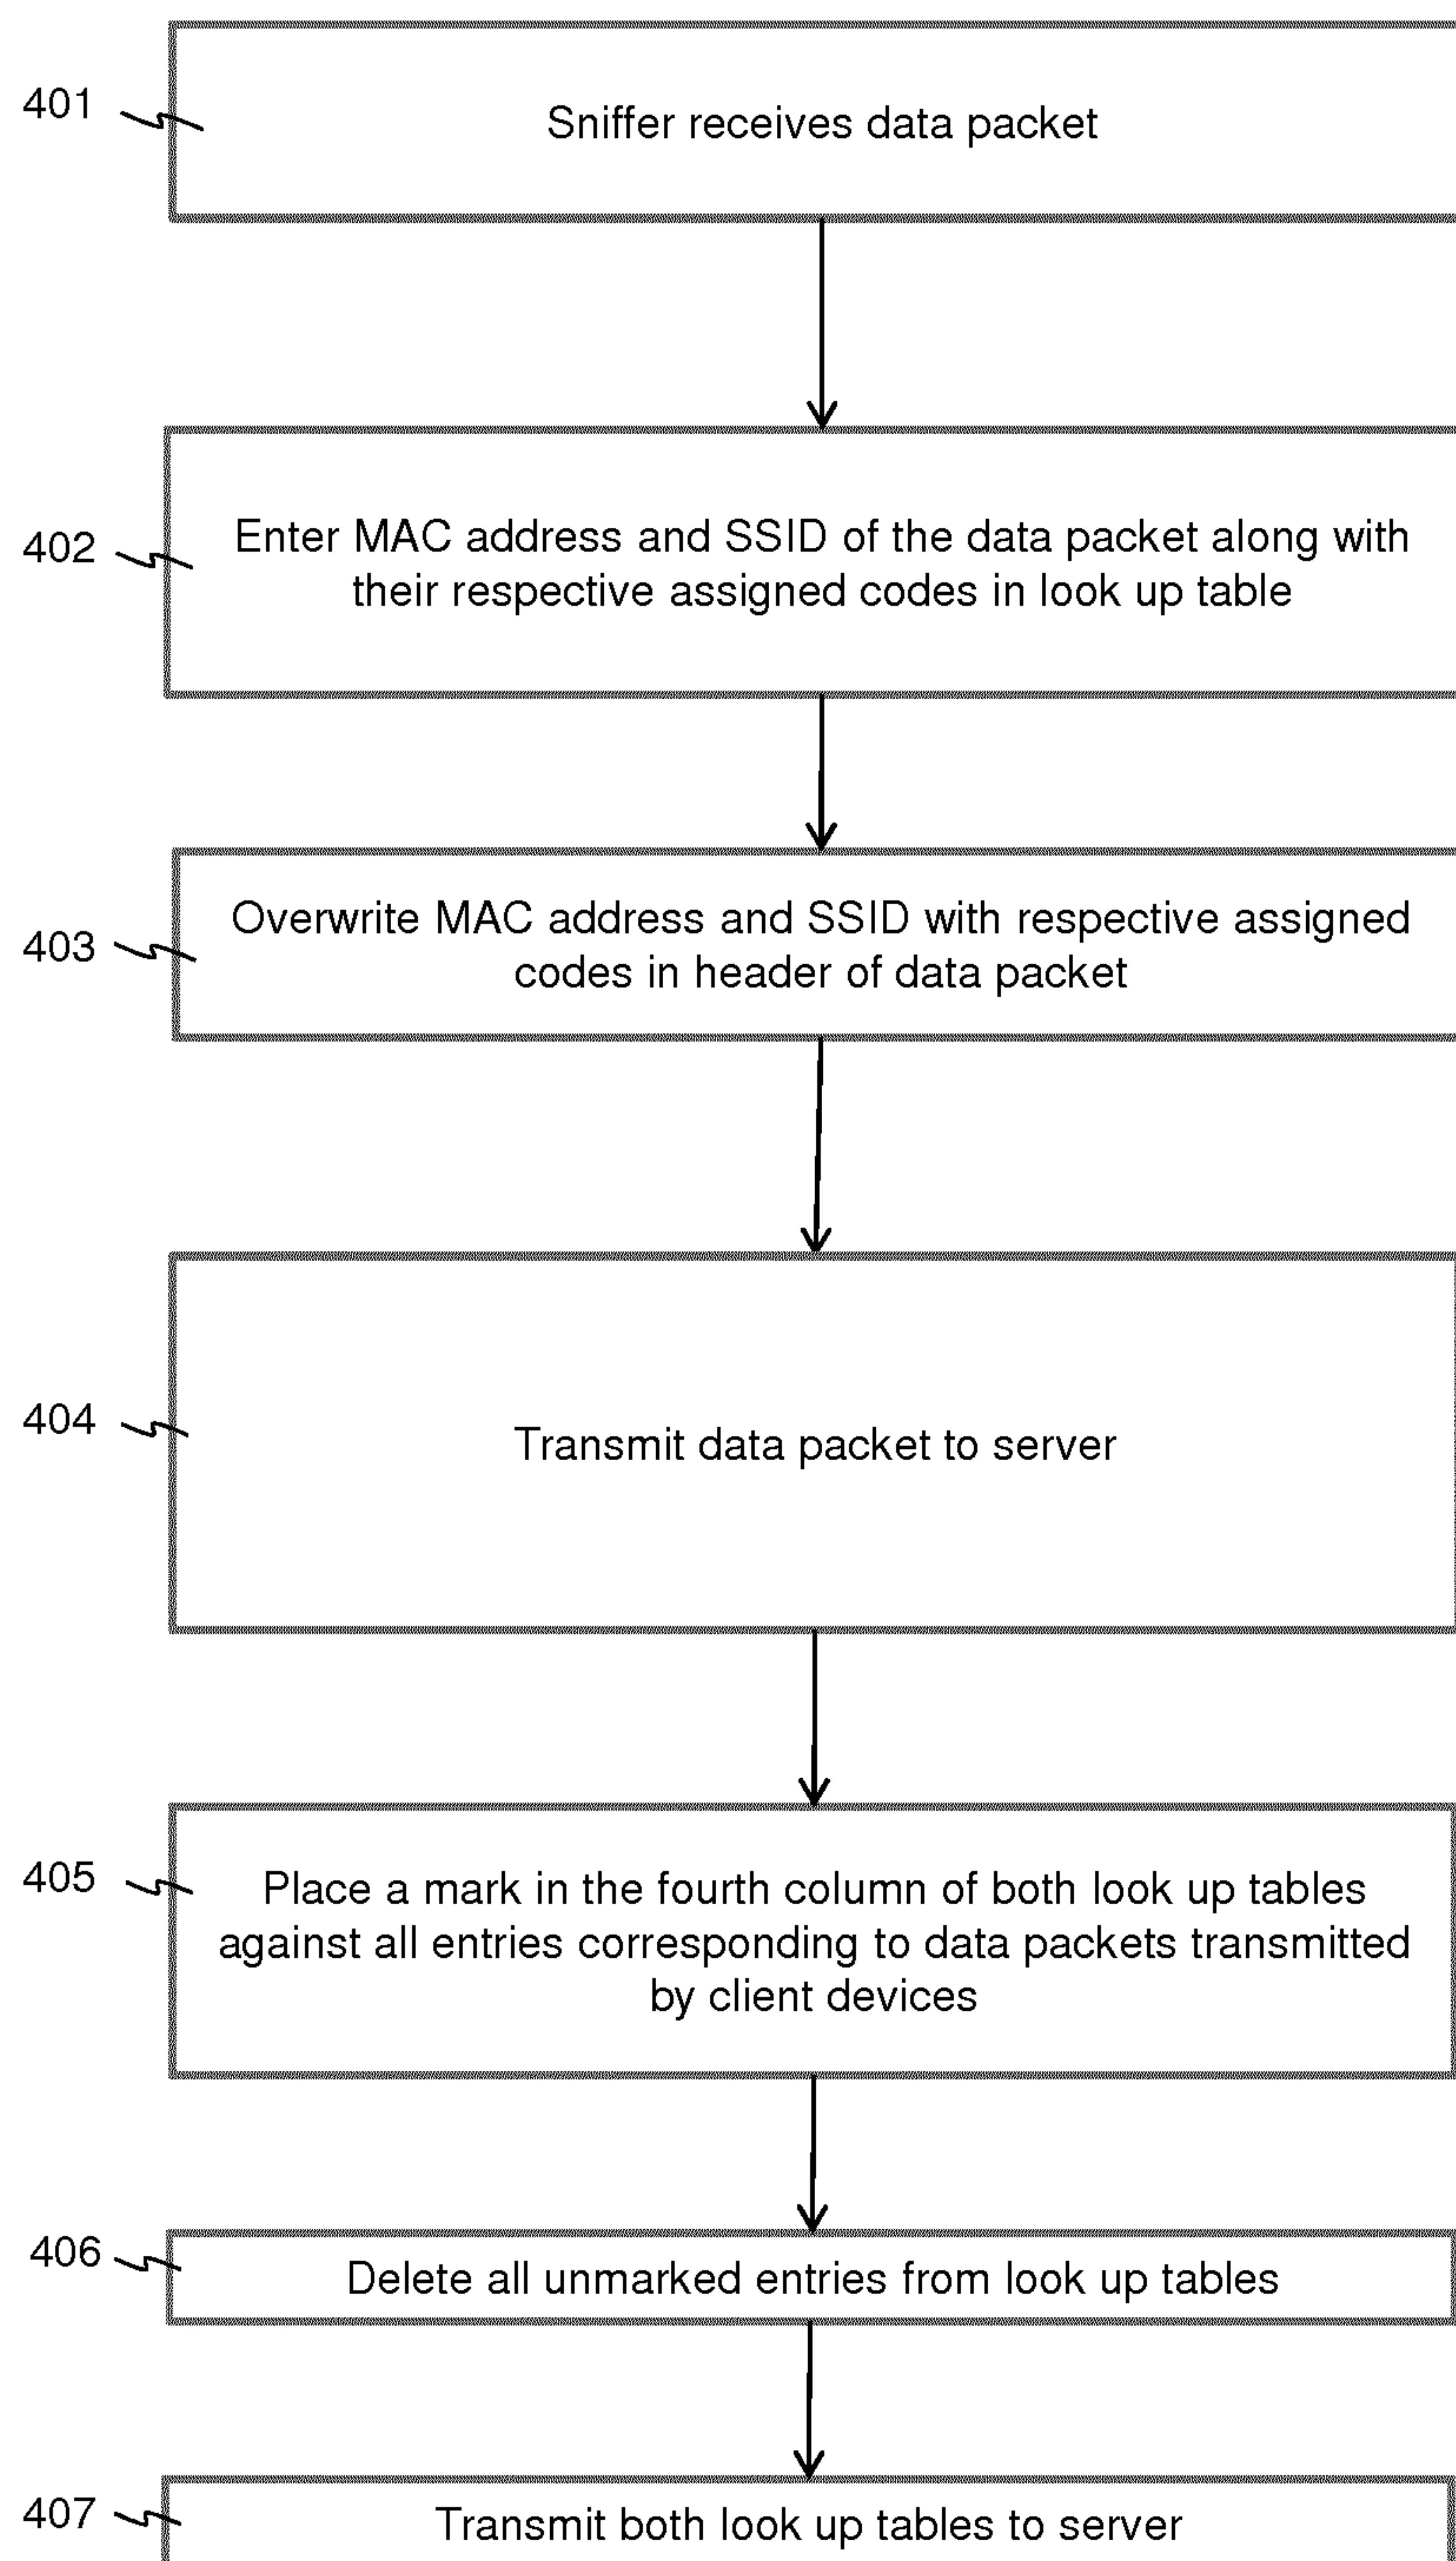 401
Sniffer receives data packet
402
Enter MAC address and SSID of the data packet along with
their respective assigned codes in look up table
403
Overwrite MAC address and SSID with respective assigned
codes in header of data packet
404
Transmit data packet to server
405
Place a mark in the fourth column of both look up tables
against all entries corresponding to data packets transmitted
by client devices
406
Delete all unmarked entries from look up tables
407
Transmit both look up tables to server